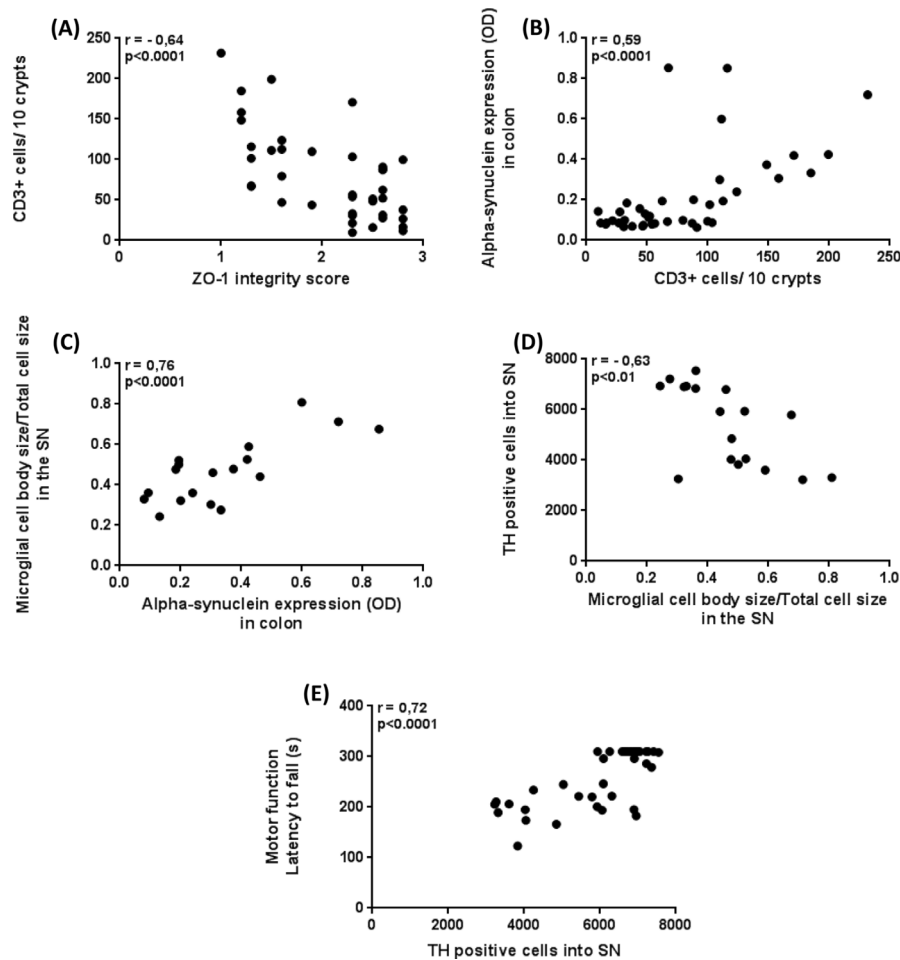 (A)
r = - 0,64
p<0.0001
CD3+ cells/ 10 crypts
250
200
150
100
50
0
0
1
2
3
ZO-1 integrity score
(B)
r = 0,59
p<0.0001
Alpha-synuclein expression (OD)
in colon
1.0
0.8
0.6
0.4
0.2
0.0
0
50
100
150
200
250
CD3+ cells/ 10 crypts
(C)
r = 0,76
p<0.0001
Microglial cell body size/Total cell size
in the SN
1.0
0.8
0.6
0.4
0.2
0.0
0.0
0.2
0.4
0.6
0.8
1.0
Alpha-synuclein expression (OD)
in colon
(D)
r = - 0,63
p<0.01
TH positive cells into SN
8000
6000
4000
2000
0
0.0
0.2
0.4
0.6
0.8
1.0
Microglial cell body size/Total cell size
in the SN
(E)
r = 0,72
p<0.0001
Motor function
Latency to fall (s)
400
300
200
100
0
0
2000
4000
6000
8000
TH positive cells into SN